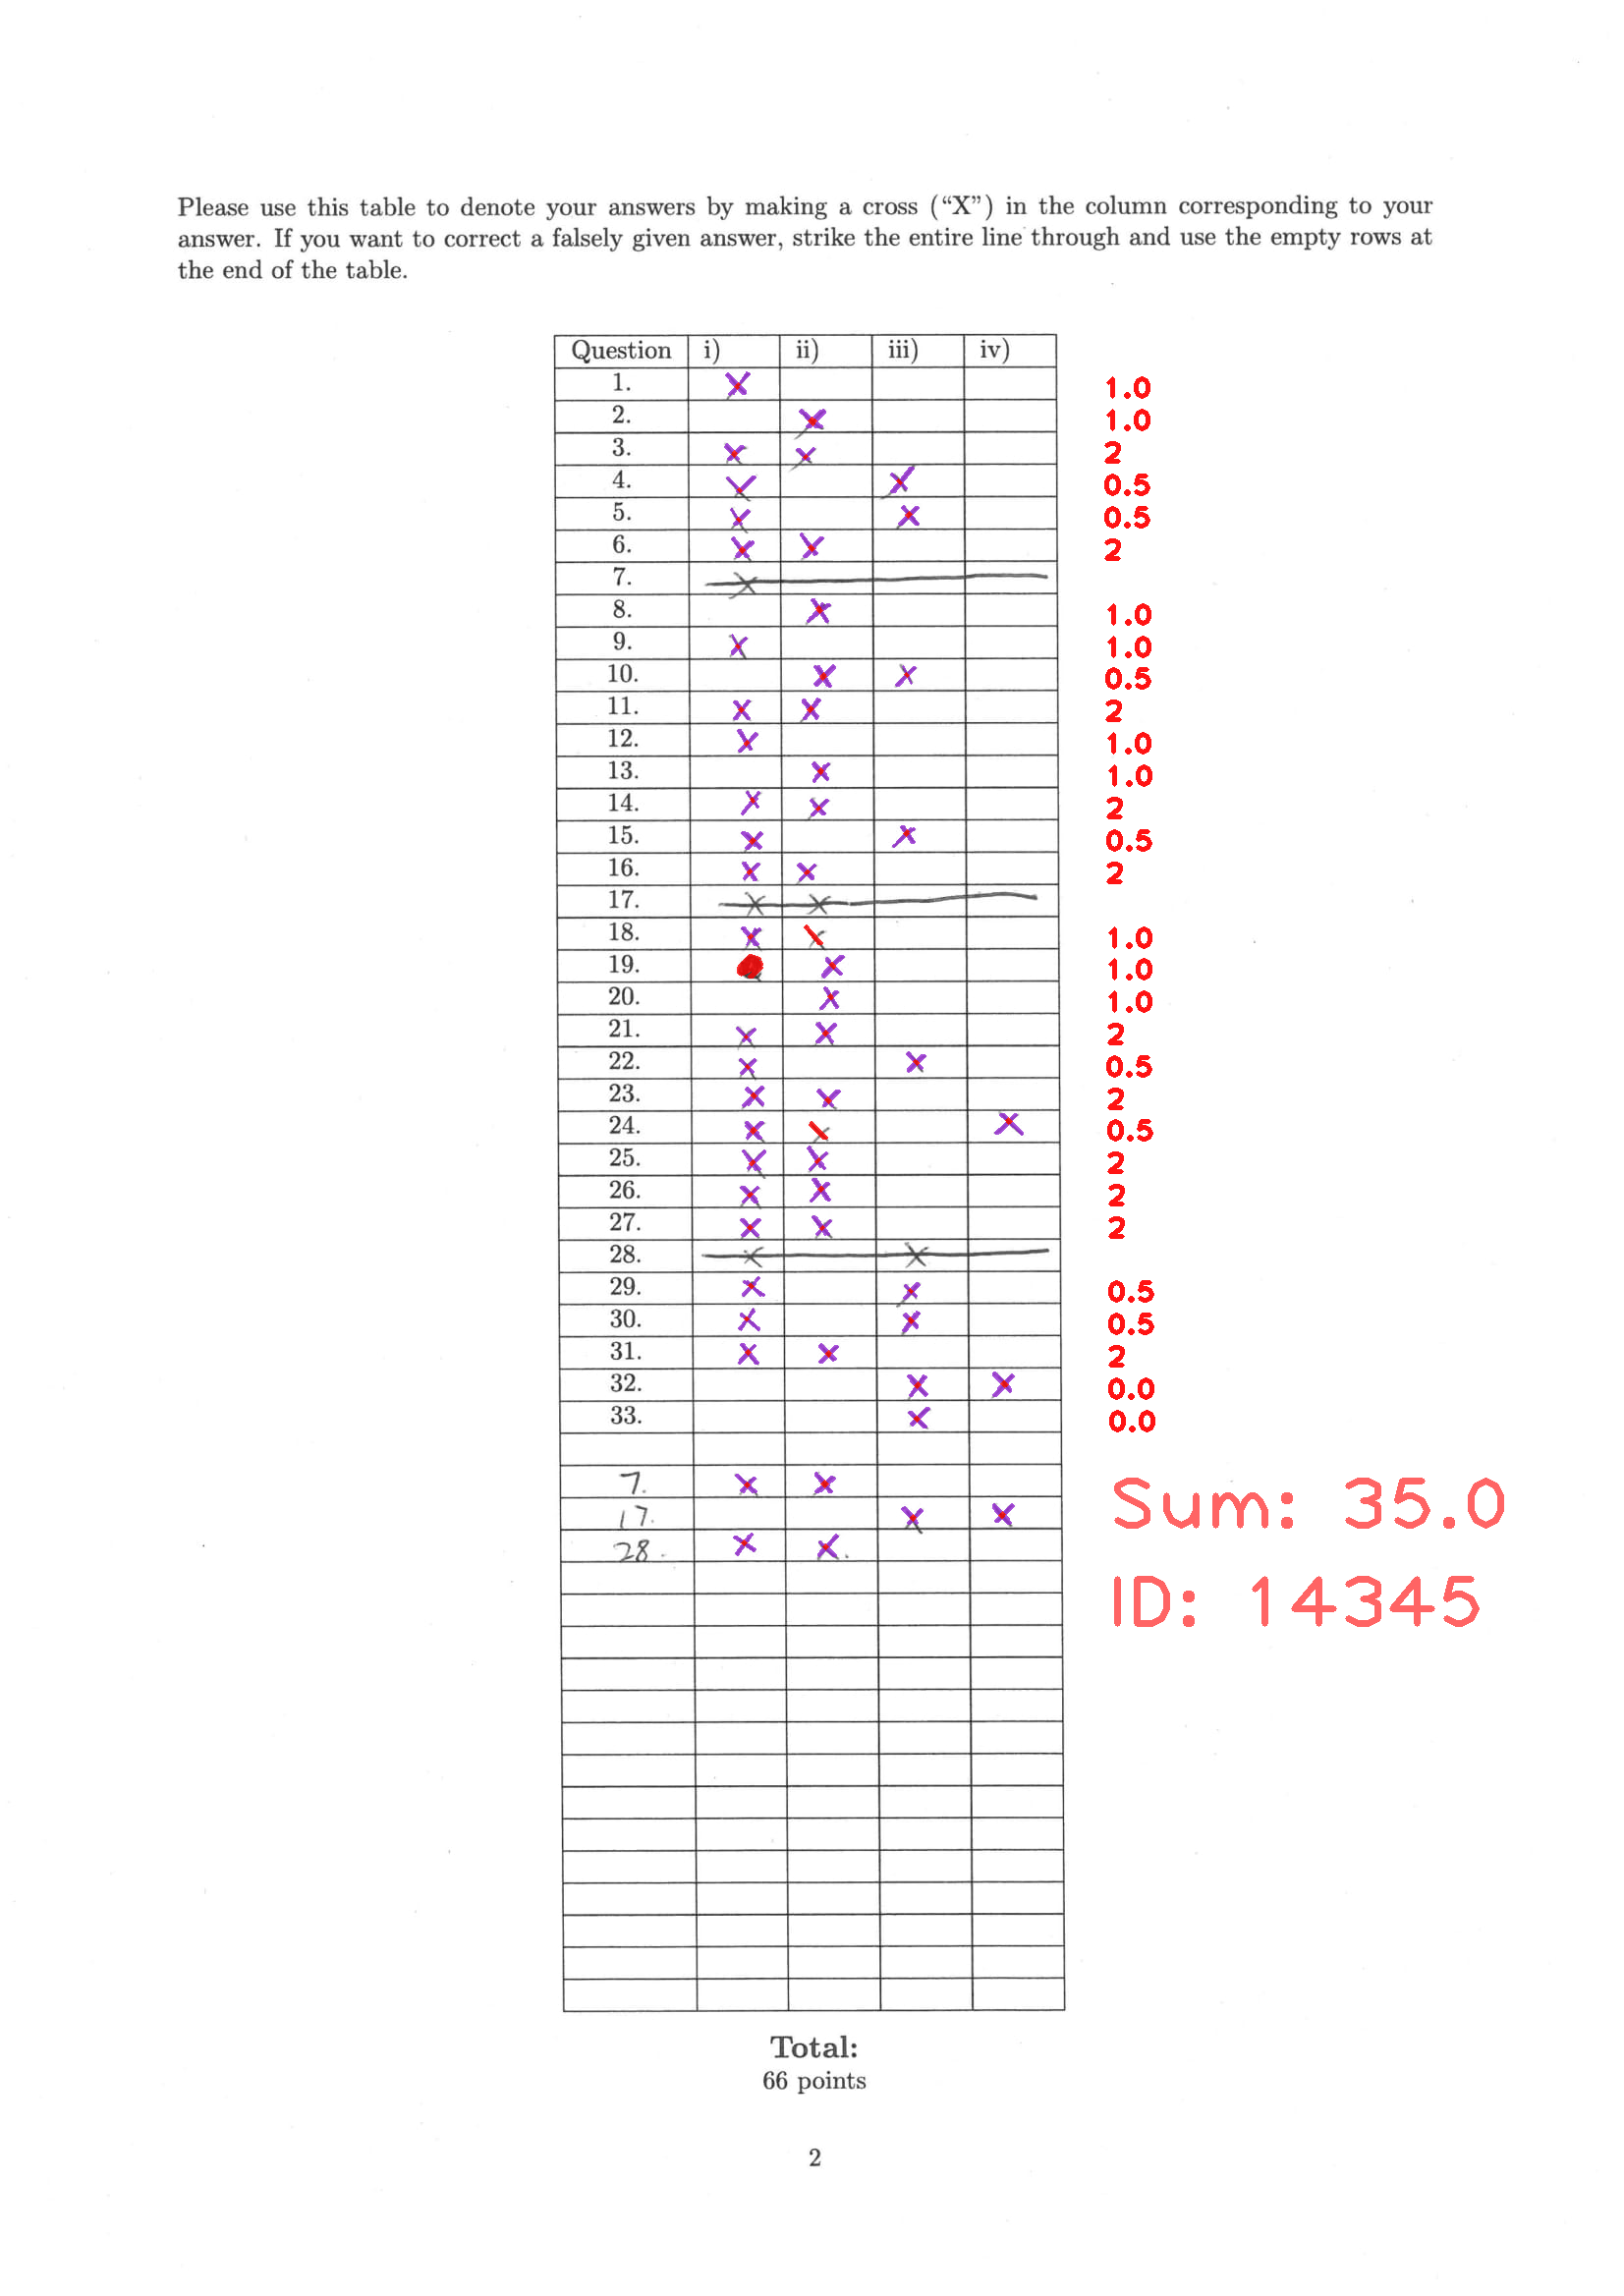 Please use this table to denote your answers by making a cross (“X”) in the column corresponding to your
answer. If you want to correct a falsely given answer, strike the entire line through and use the empty rows at
the end of the table.
Question i) ii) iii) iv)
1. X 1.0
2. X 1.0
3. X X 2
4. X X 0.5
5. X X 0.5
6. X X 2
7. X
8. X 1.0
9. X 1.0
10. X X 0.5
11. X X 2
12. X 1.0
13. X 1.0
14. X X 2
15. X X 0.5
16. X X 2
17. X X
18. X X 1.0
19. X 1.0
20. X 1.0
21. X X 2
22. X X 0.5
23. X X 2
24. X X X 0.5
25. X X 2
26. X X 2
27. X X 2
28. X X
29. X X 0.5
30. X X 0.5
31. X X 2
32. X X 0.0
33. X 0.0
7. X X
17. X X
28. X X
Sum: 35.0
ID: 14345
Total:
66 points
2